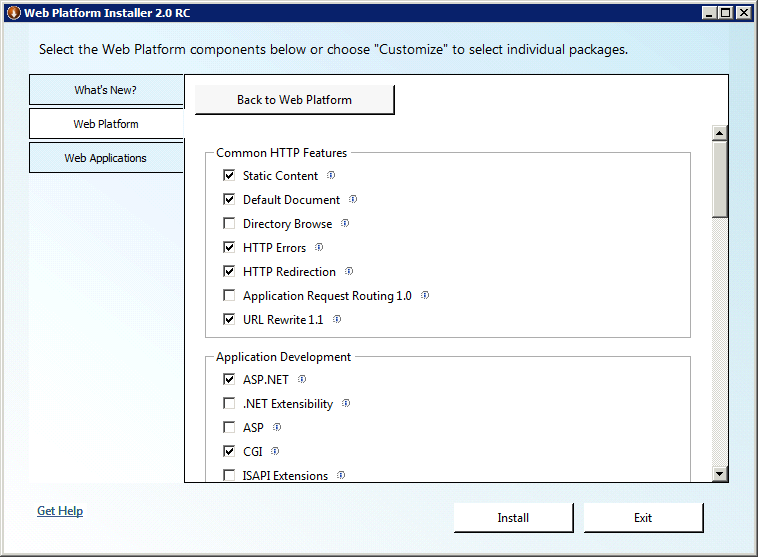 Web Platform Installer 2.0 RC
Select the Web Platform components below or choose "Customize" to select individual packages.
What's New?
Web Platform
Web Applications
Back to Web Platform
Common HTTP Features
Static Content
Default Document
Directory Browse
HTTP Errors
HTTP Redirection
Application Request Routing 1.0
URL Rewrite 1.1
Application Development
ASP.NET
.NET Extensibility
ASP
CGI
ISAPI Extensions
Get Help
Install
Exit